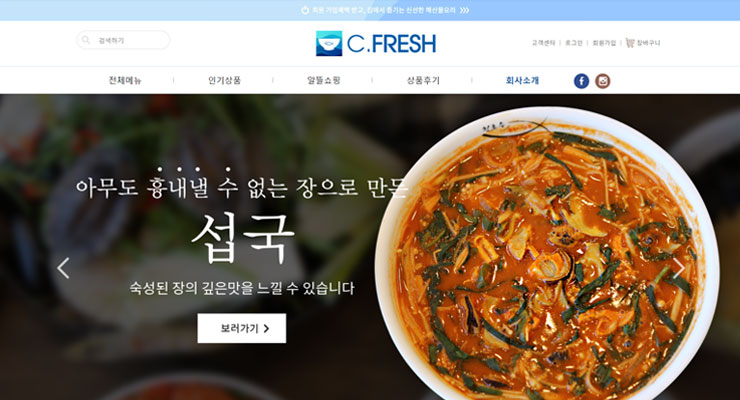 회원 가입혜택 받고, 집에서 즐기는 신선한 해산물요리 》》》
검색하기
C.FRESH
고객센터 | 로그인 | 회원가입 | 장바구니
전체메뉴 | 인기상품 | 알뜰쇼핑 | 상품후기 | 회사소개
아무도 흉내낼 수 없는 장으로 만든
섭국
숙성된 장의 깊은맛을 느낄 수 있습니다
보러가기 >